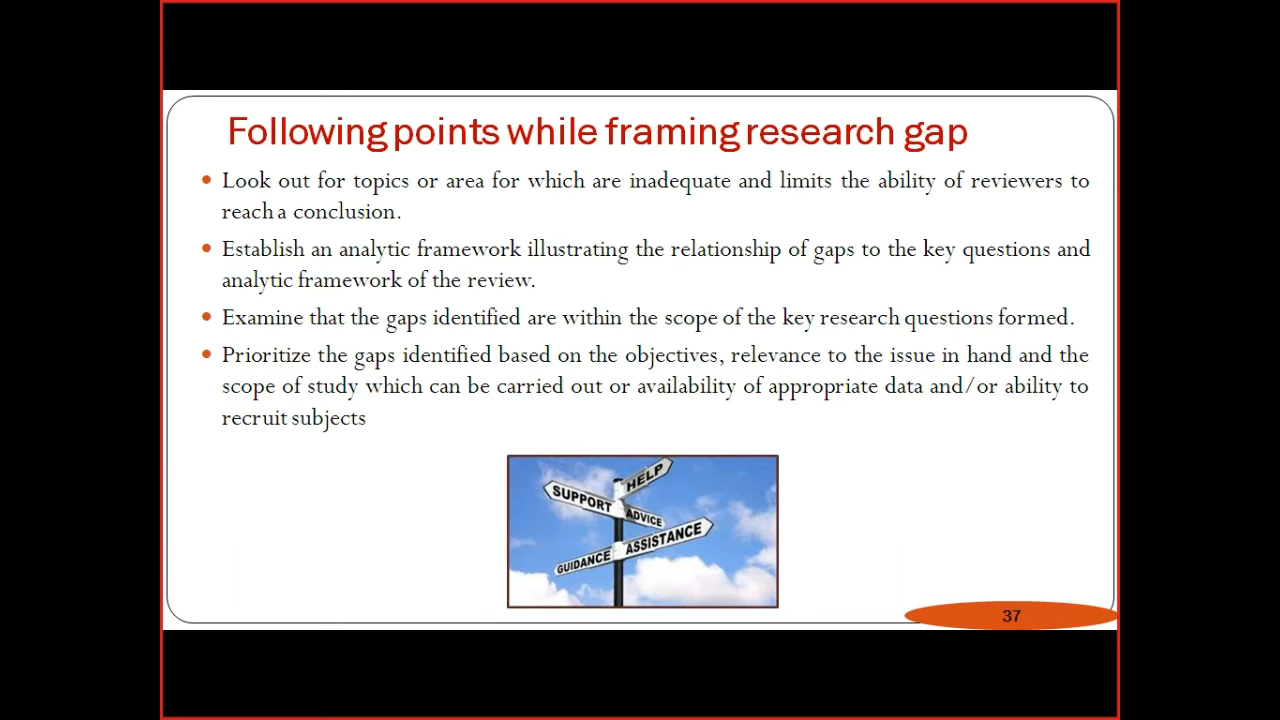 Following points while framing research gap
Look out for topics or area for which are inadequate and limits the ability of reviewers to
reach a conclusion.
Establish an analytic framework illustrating the relationship of gaps to the key questions and
analytic framework of the review.
Examine that the gaps identified are within the scope of the key research questions formed.
Prioritize the gaps identified based on the objectives, relevance to the issue in hand and the
scope of study which can be carried out or availability of appropriate data and/or ability to
recruit subjects
HELP
SUPPORT
ADVICE
ASSISTANCE
GUIDANCE
37